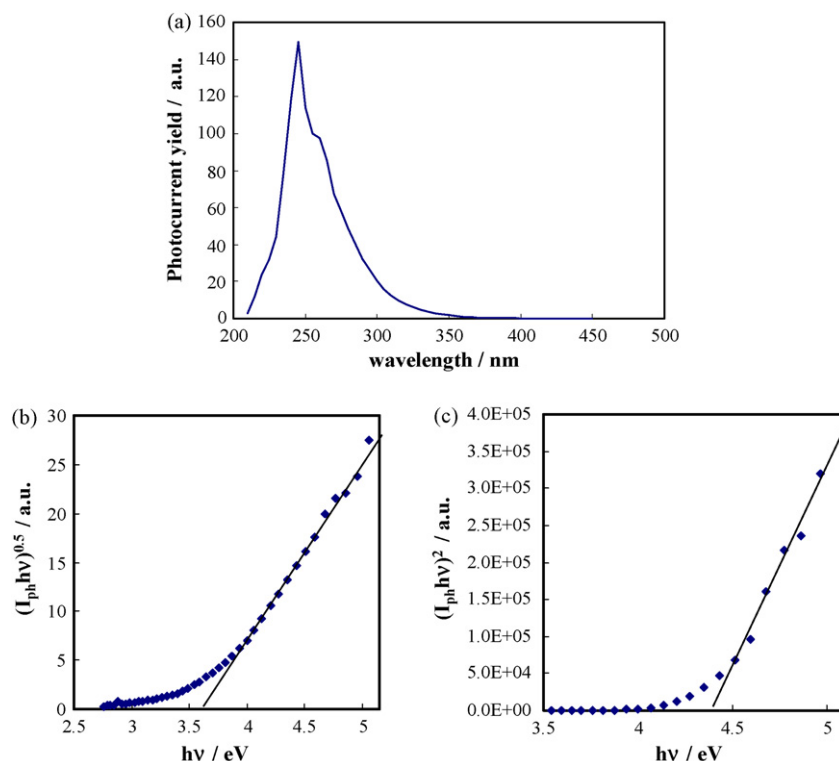 (a)
160
140
120
100
80
60
40
20
0
Photocurrent yield / a.u.
200 250 300 350 400 450 500
wavelength / nm
(b)
30
25
20
15
10
5
0
(I_ph hν)^0.5 / a.u.
2.5 3 3.5 4 4.5 5
hν / eV
(c)
4.0E+05
3.5E+05
3.0E+05
2.5E+05
2.0E+05
1.5E+05
1.0E+05
5.0E+04
0.0E+00
(I_ph hν)^2 / a.u.
3.5 4 4.5 5
hν / eV